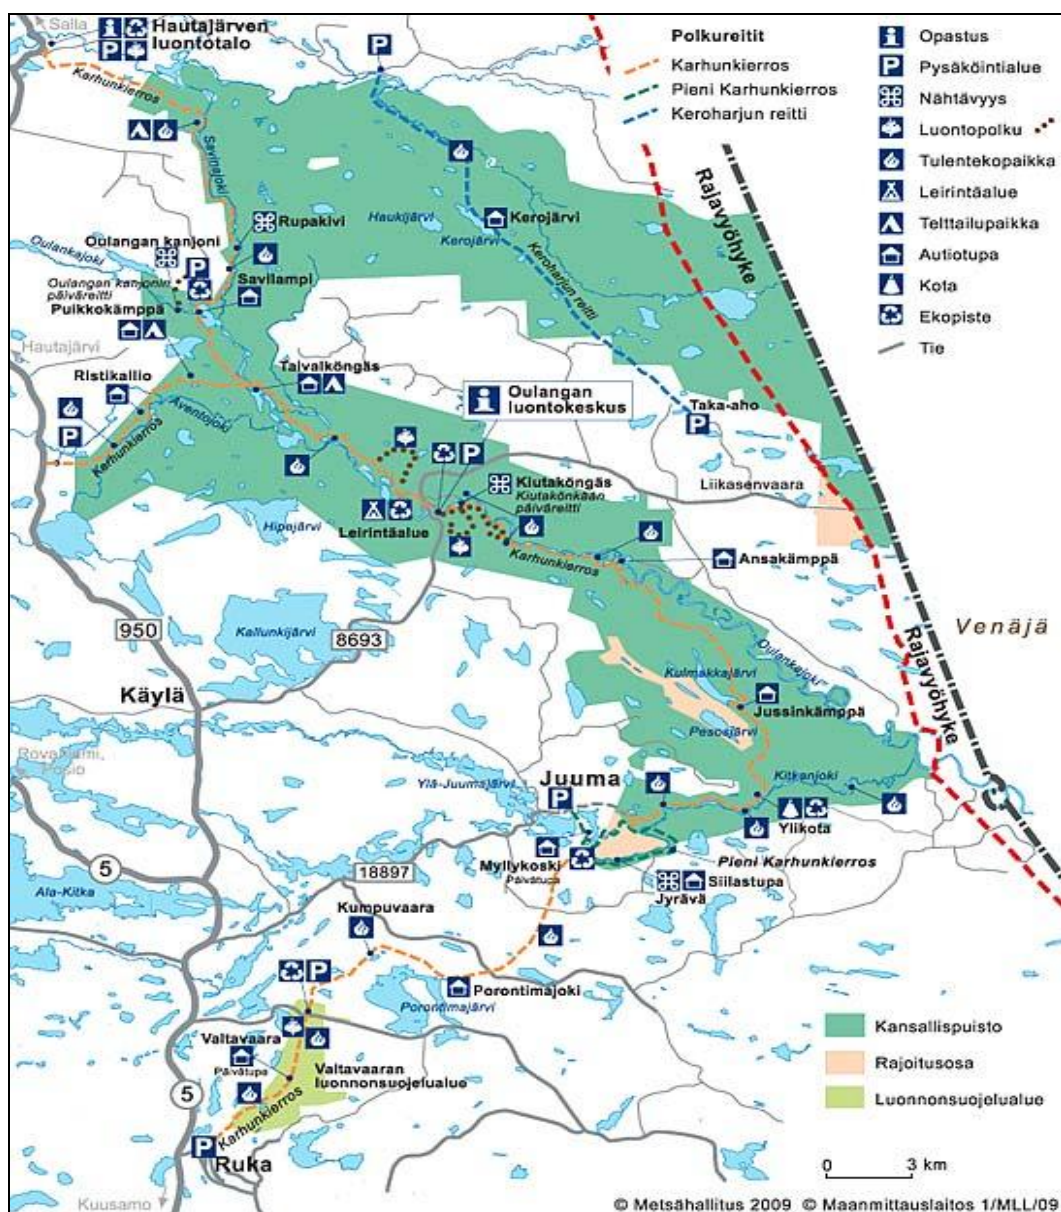 Salla
Hautajärven
luontotalo
Karhunkierros
Savinajoki
Rupakivi
Oulangan kanjoni
Oulankajoki
Oulangan kanjonin
päiväreitti
Puikkokämppä
Savilampi
Haukijärvi
Kerojärvi
Kerojärvi
Keroharjun reitti
Hautajärvi
Ristikallio
Taivalköngäs
Aventojoki
Karhunkierros
Oulangan
luontokeskus
Taka-aho
Liikasenvaara
Kiutaköngäs
Kiutakönkään
päiväreitti
Leirintäalue
Hipojärvi
Karhunkierros
Ansakämppä
Rajavyöhyke
Venäjä
Rajavyöhyke
950
Kallunkijärvi
8693
Oulankajoki
Käylä
Kulmakkajärvi
Jussinkämppä
Pesosjärvi
Rovaniemi,
Posio
Ylä-Juumajärvi
Juuma
P
Kitkanjoki
Ylikota
Myllykoski
Päivätupa
Pieni Karhunkierros
Siilastupa
Jyrävä
5
Ala-Kitka
18897
Kumpuvaara
Porontimajoki
Porontimajärvi
Valtavaara
Päivätupa
Valtavaaran
luonnonsuojelualue
5
Karhunkierros
P
Ruka
Kuusamo
Polkureitit
Karhunkierros
Pieni Karhunkierros
Keroharjun reitti
Opastus
P Pysäköintialue
Nähtävyys
Luontopolku
Tulentekopaikka
Leirintäalue
Telttailupaikka
Autiotupa
Kota
Ekopiste
Tie
Kansallispuisto
Rajoitusosa
Luonnonsuojelualue
0 3 km
© Metsähallitus 2009 © Maanmittauslaitos 1/MLL/09